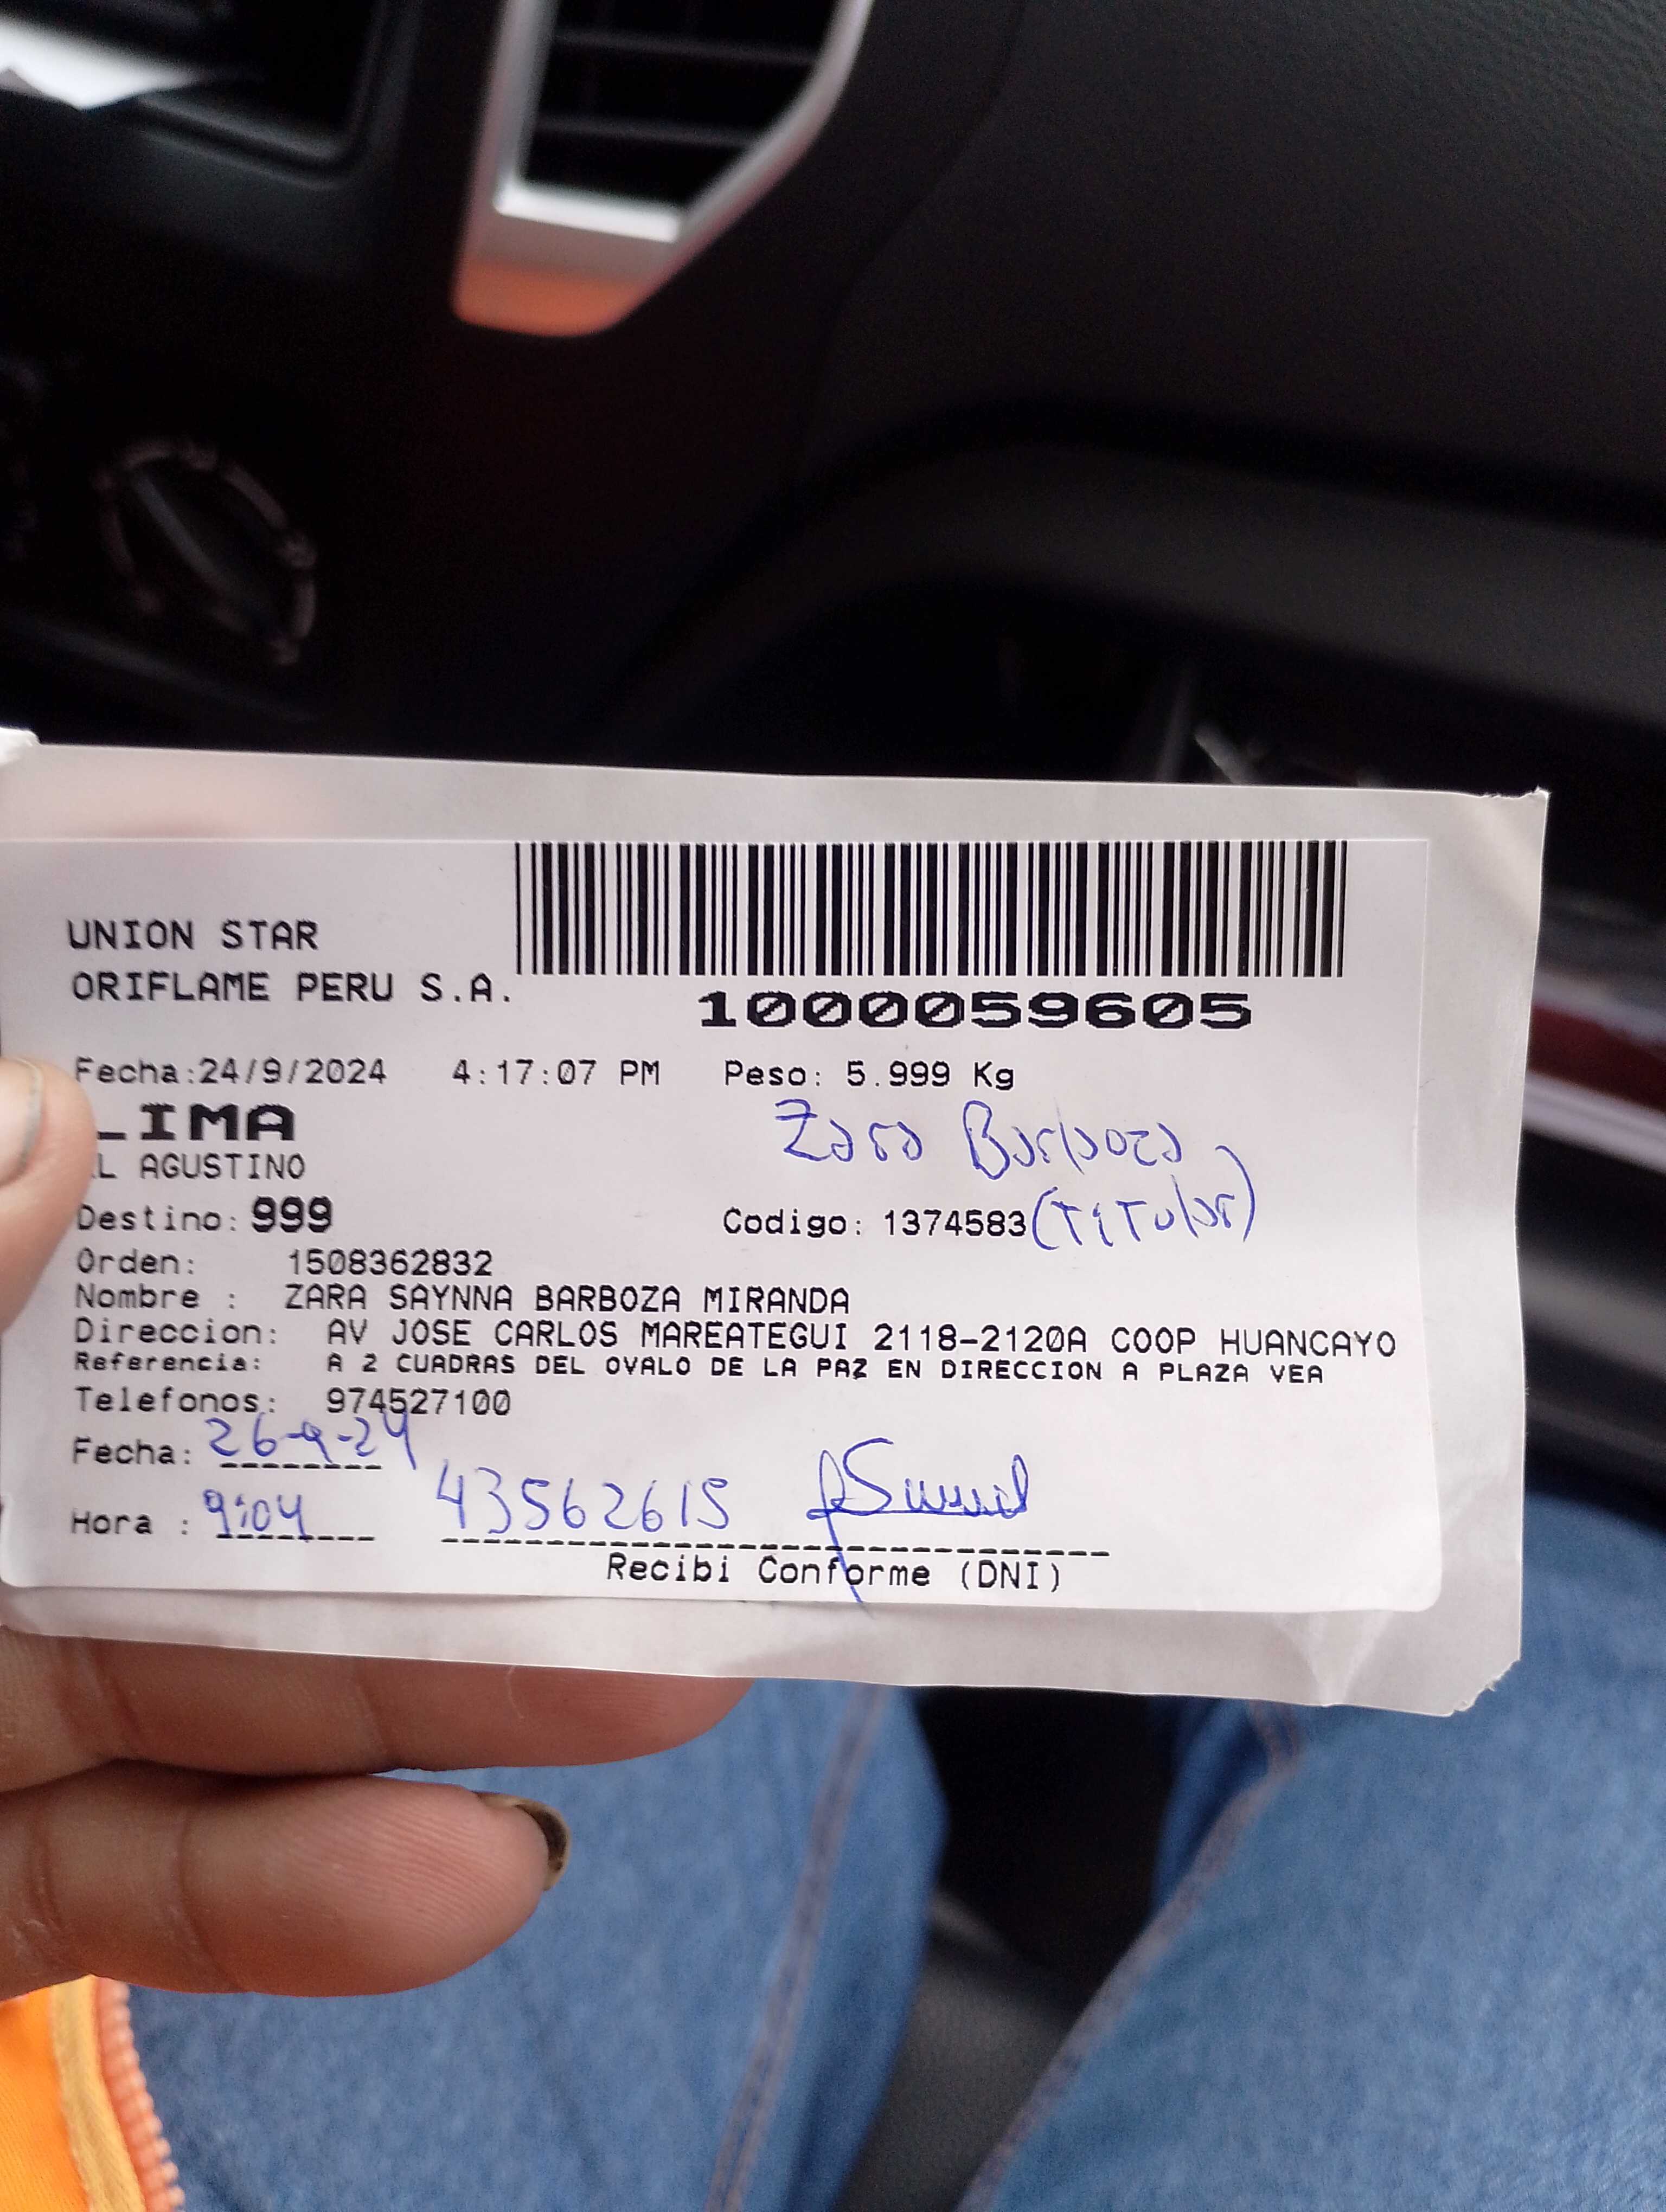 UNION STAR
ORIFLAME PERU S.A.
1000059605
Fecha:24/9/2024 4:17:07 PM Peso: 5.999 Kg
LIMA
Zara Barboza
EL AGUSTINO
(TiTular)
Destino: 999 Codigo: 1374583
Orden: 1508362832
Nombre : ZARA SAYNNA BARBOZA MIRANDA
Direccion: AV JOSE CARLOS MAREATEGUI 2118-2120A COOP HUANCAYO
Referencia: A 2 CUADRAS DEL OVALO DE LA PAZ EN DIRECCION A PLAZA VEA
Telefonos: 974527100
Fecha: 26-9-24
Hora : 9:04 43562615
Recibi Conforme (DNI)